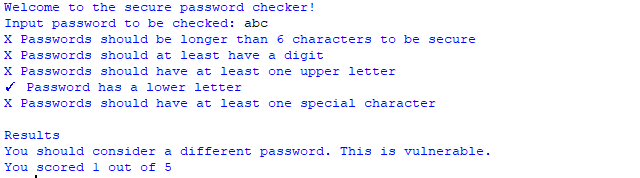 Welcome to the secure password checker!
Input password to be checked: abc
X Passwords should be longer than 6 characters to be secure
X Passwords should at least have a digit
X Passwords should have at least one upper letter
✓ Password has a lower letter
X Passwords should have at least one special character
Results
You should consider a different password. This is vulnerable.
You scored 1 out of 5